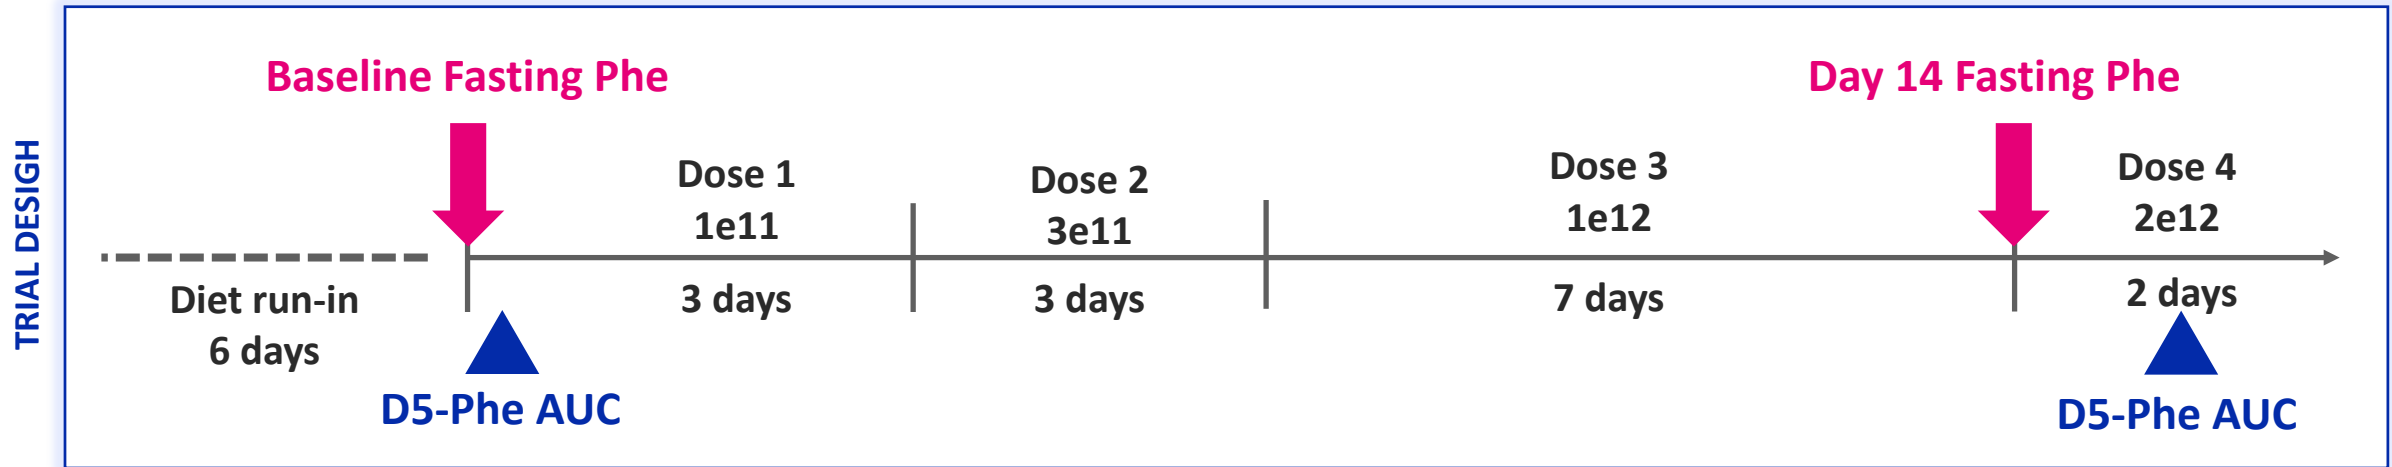 TRIAL DESIGH
Baseline Fasting Phe
Day 14 Fasting Phe
Dose 1
1e11
Dose 2
3e11
Dose 3
1e12
Dose 4
2e12
Diet run-in
6 days
3 days
3 days
7 days
2 days
D5-Phe AUC
D5-Phe AUC